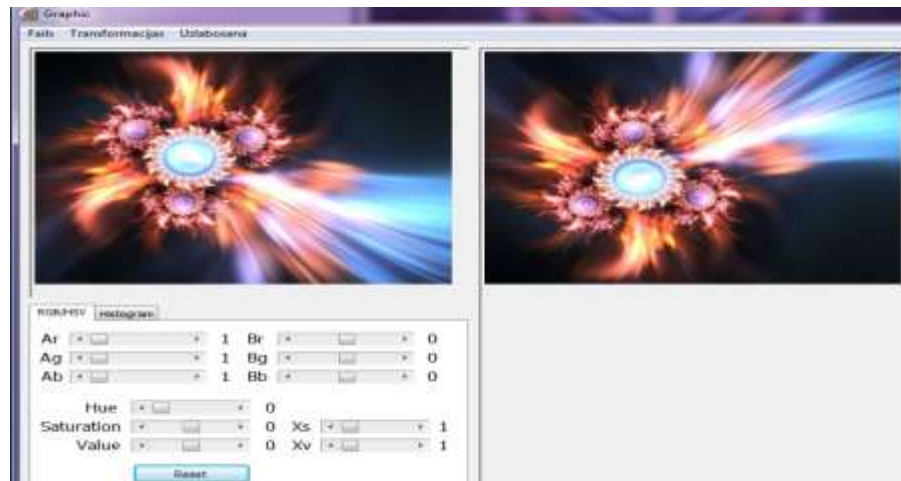 Graphic
Fails Transformacijas Uzlabosana
RGB/HSV Histogram
Ar 1 Br 0
Ag 1 Bg 0
Ab 1 Bb 0
Hue 0
Saturation 0 Xs 1
Value 0 Xv 1
Reset